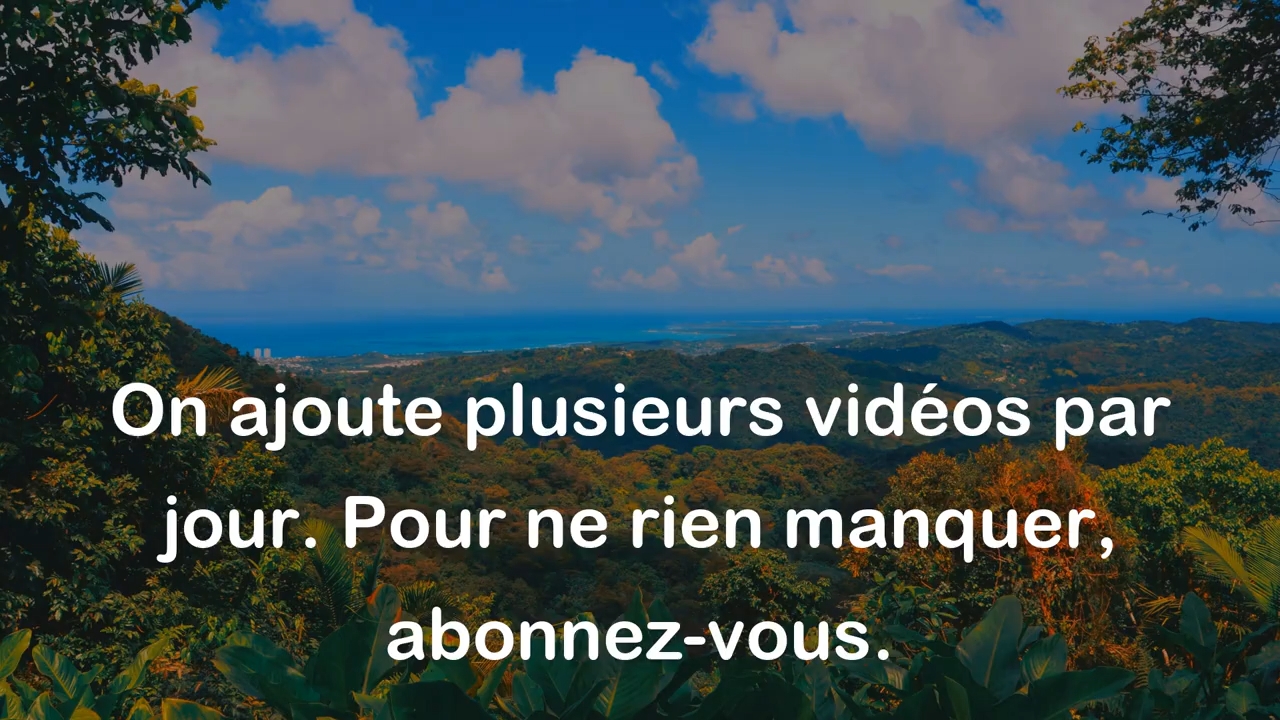 On ajoute plusieurs vidéos par
jour. Pour ne rien manquer,
abonnez-vous.